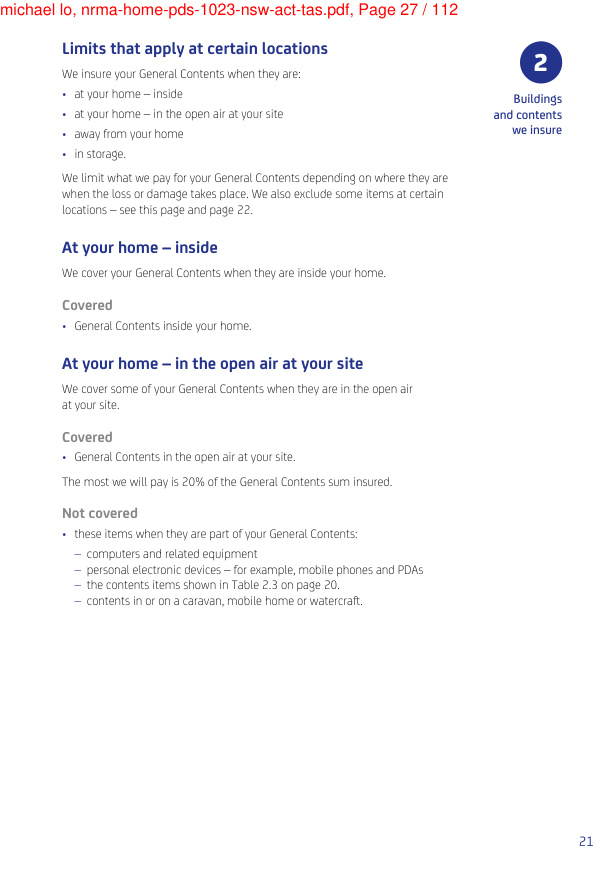 michael lo, nrma-home-pds-1023-nsw-act-tas.pdf, Page 27 / 112
Limits that apply at certain locations
We insure your General Contents when they are:
• at your home – inside
• at your home – in the open air at your site
• away from your home
• in storage.
We limit what we pay for your General Contents depending on where they are
when the loss or damage takes place. We also exclude some items at certain
locations – see this page and page 22.
2
Buildings
and contents
we insure
At your home – inside
We cover your General Contents when they are inside your home.
Covered
• General Contents inside your home.
At your home – in the open air at your site
We cover some of your General Contents when they are in the open air
at your site.
Covered
• General Contents in the open air at your site.
The most we will pay is 20% of the General Contents sum insured.
Not covered
• these items when they are part of your General Contents:
– computers and related equipment
– personal electronic devices – for example, mobile phones and PDAs
– the contents items shown in Table 2.3 on page 20.
– contents in or on a caravan, mobile home or watercraft.
21